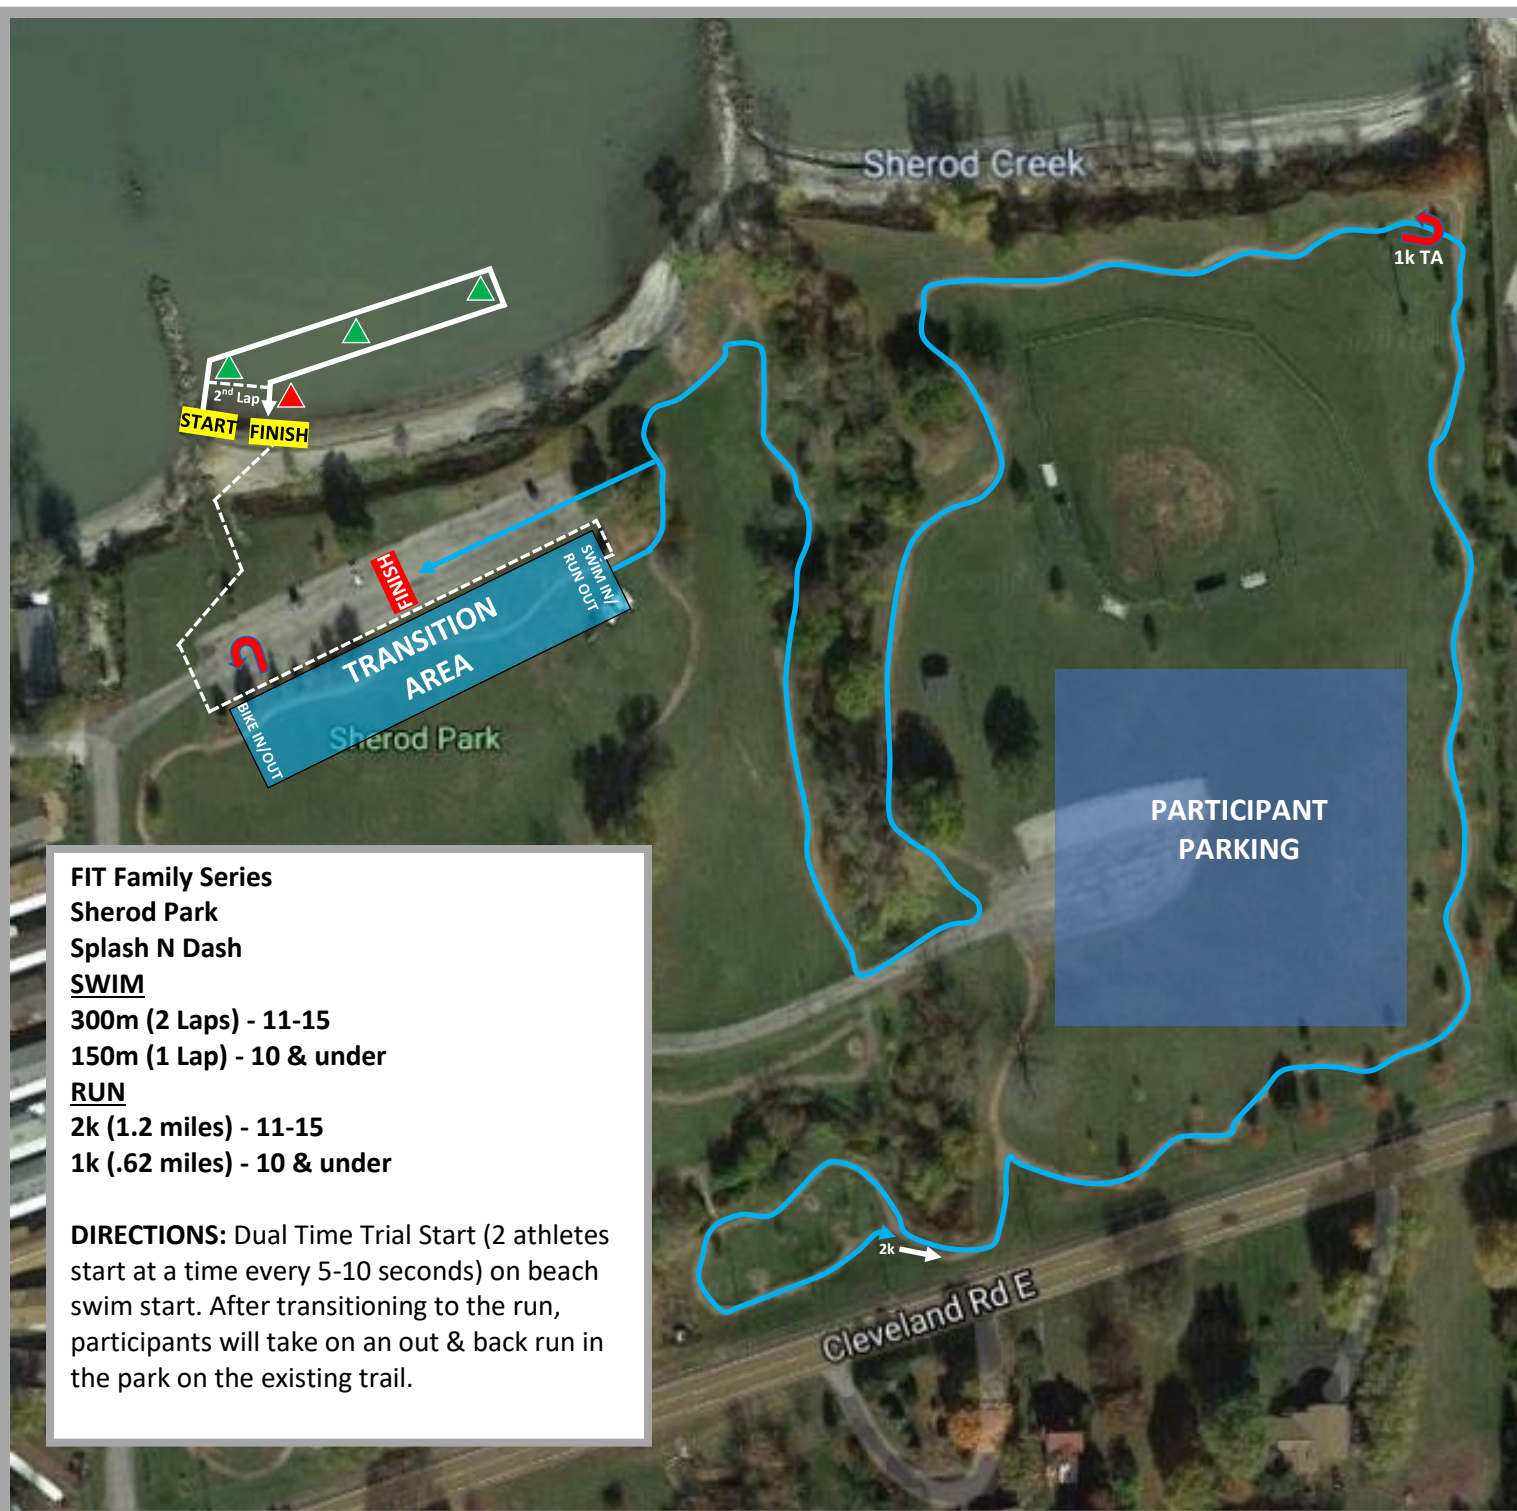 Sherod Creek
1k TA
2nd Lap
START
FINISH
FINISH
SWIM IN/
RUN OUT
TRANSITION
AREA
BIKE IN/OUT
Sherod Park
PARTICIPANT
PARKING
FIT Family Series
Sherod Park
Splash N Dash
SWIM
300m (2 Laps) - 11-15
150m (1 Lap) - 10 & under
RUN
2k (1.2 miles) - 11-15
1k (.62 miles) - 10 & under
DIRECTIONS: Dual Time Trial Start (2 athletes
start at a time every 5-10 seconds) on beach
swim start. After transitioning to the run,
participants will take on an out & back run in
the park on the existing trail.
2k
Cleveland Rd E